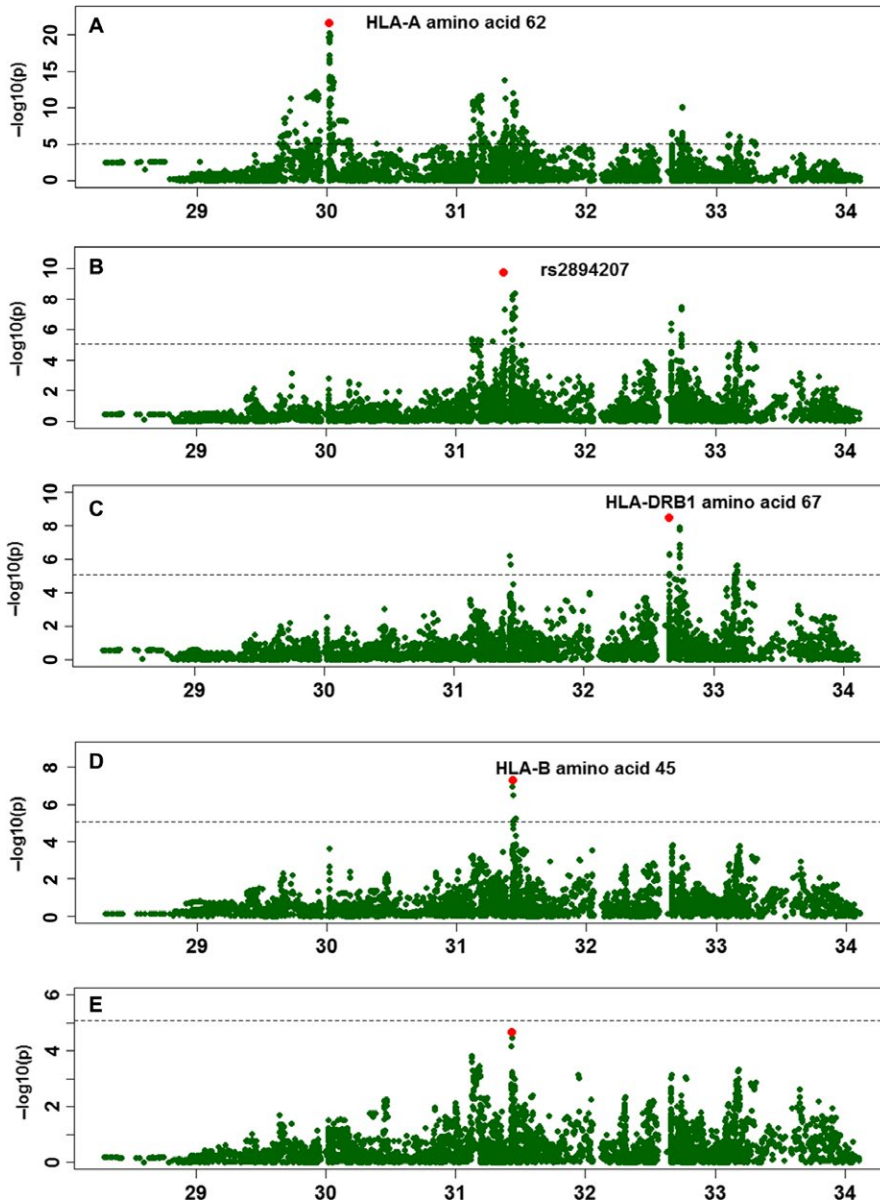 A
HLA-A amino acid 62
−log10(p)
20
15
10
5
0
29 30 31 32 33 34
B
rs2894207
−log10(p)
10
8
6
4
2
0
29 30 31 32 33 34
C
HLA-DRB1 amino acid 67
−log10(p)
10
8
6
4
2
0
29 30 31 32 33 34
D
HLA-B amino acid 45
−log10(p)
8
6
4
2
0
29 30 31 32 33 34
E
−log10(p)
6
4
2
0
29 30 31 32 33 34